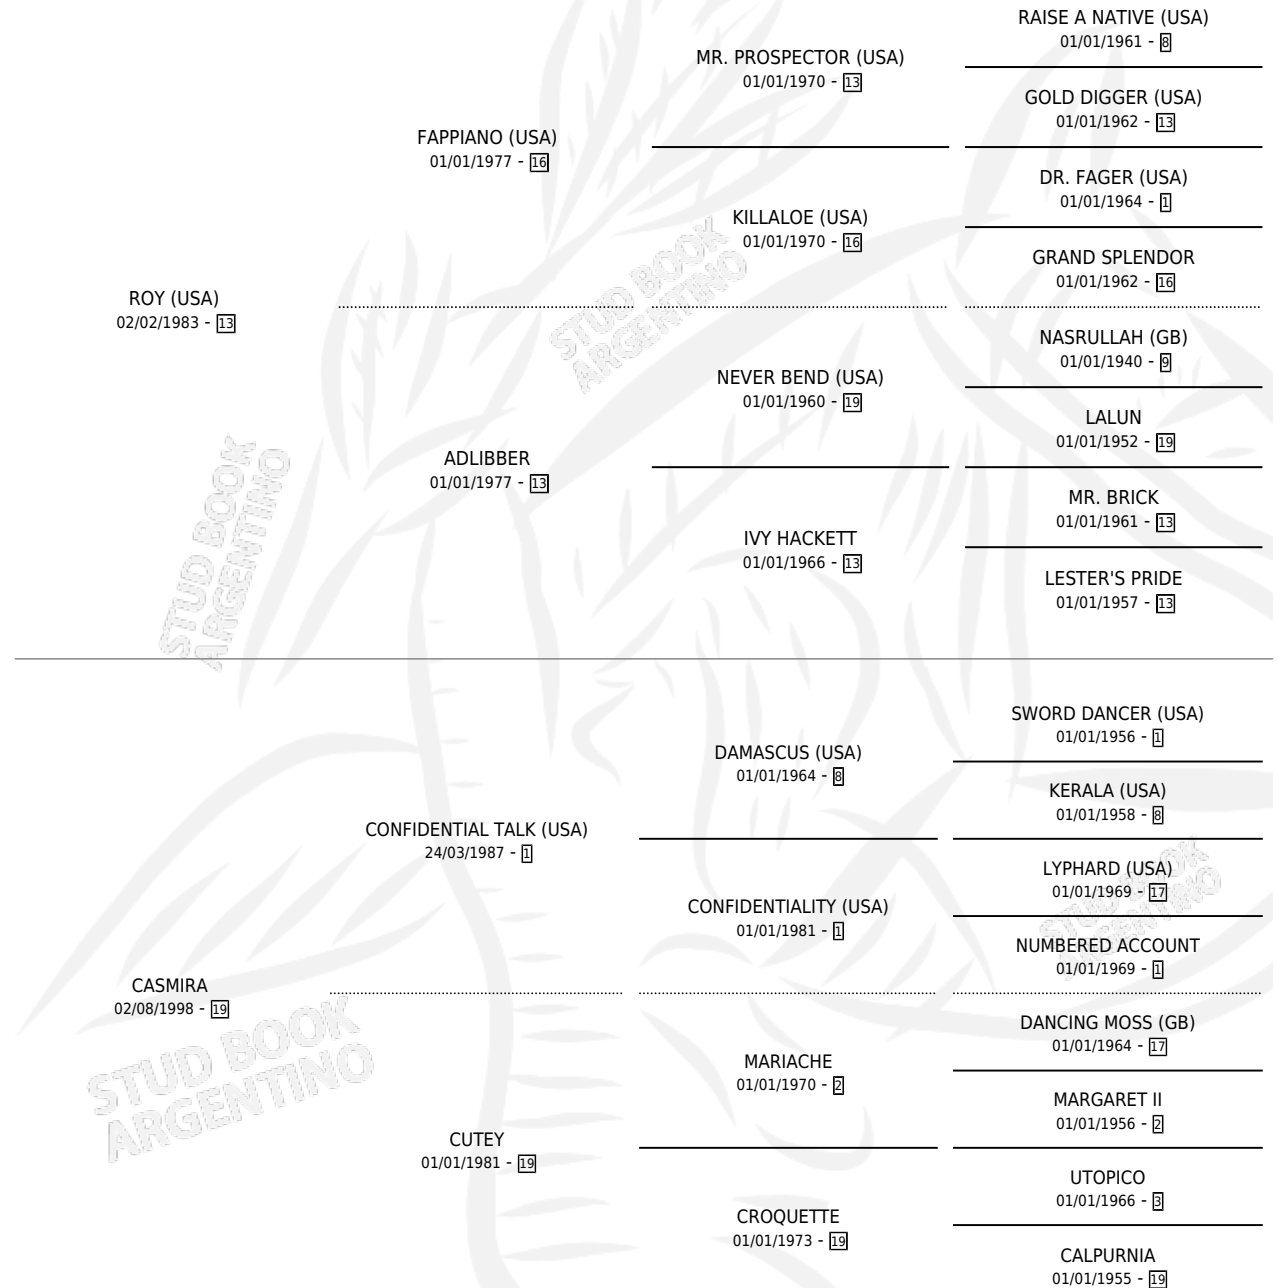 RAISE A NATIVE (USA)
01/01/1961 - 8
MR. PROSPECTOR (USA)
01/01/1970 - 13
GOLD DIGGER (USA)
01/01/1962 - 13
FAPPIANO (USA)
01/01/1977 - 16
DR. FAGER (USA)
01/01/1964 - 1
KILLALOE (USA)
01/01/1970 - 16
GRAND SPLENDOR
01/01/1962 - 16
ROY (USA)
02/02/1983 - 13
NASRULLAH (GB)
01/01/1940 - 9
NEVER BEND (USA)
01/01/1960 - 19
LALUN
01/01/1952 - 19
ADLIBBER
01/01/1977 - 13
MR. BRICK
01/01/1961 - 13
IVY HACKETT
01/01/1966 - 13
LESTER'S PRIDE
01/01/1957 - 13
SWORD DANCER (USA)
01/01/1956 - 1
DAMASCUS (USA)
01/01/1964 - 8
KERALA (USA)
01/01/1958 - 8
CONFIDENTIAL TALK (USA)
24/03/1987 - 1
LYPHARD (USA)
01/01/1969 - 17
CONFIDENTIALITY (USA)
01/01/1981 - 1
NUMBERED ACCOUNT
01/01/1969 - 1
CASMIRA
02/08/1998 - 19
DANCING MOSS (GB)
01/01/1964 - 17
MARIACHE
01/01/1970 - 2
MARGARET II
01/01/1956 - 2
CUTEY
01/01/1981 - 19
UTOPICO
01/01/1966 - 3
CROQUETTE
01/01/1973 - 19
CALPURNIA
01/01/1955 - 19
STUD BOOK
ARGENTINO
STUD BOOK
ARGENTINO
STUD BOOK
ARGENTINO
STUD BOOK
ARGENTINO